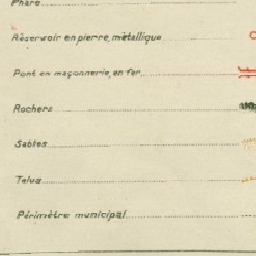 Phare
Réservoir en pierre, métallique
Pont en maçonnerie, en fer
Rochers
Sables
Talus
Périmètre municipal